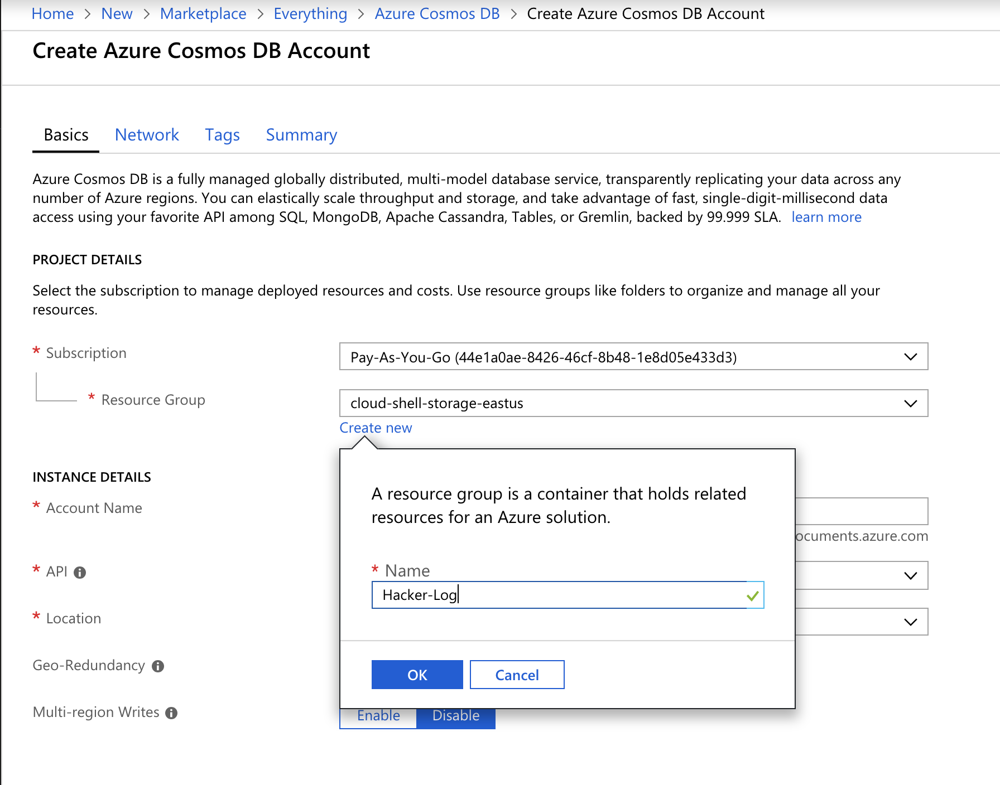 Home > New > Marketplace > Everything > Azure Cosmos DB > Create Azure Cosmos DB Account
Create Azure Cosmos DB Account
Basics Network Tags Summary
Azure Cosmos DB is a fully managed globally distributed, multi-model database service, transparently replicating your data across any
number of Azure regions. You can elastically scale throughput and storage, and take advantage of fast, single-digit-millisecond data
access using your favorite API among SQL, MongoDB, Apache Cassandra, Tables, or Gremlin, backed by 99.999 SLA. learn more
PROJECT DETAILS
Select the subscription to manage deployed resources and costs. Use resource groups like folders to organize and manage all your
resources.
* Subscription
Pay-As-You-Go (44e1a0ae-8426-46cf-8b48-1e8d05e433d3)
* Resource Group
cloud-shell-storage-eastus
Create new
A resource group is a container that holds related
resources for an Azure solution.
* Name
Hacker-Log
OK Cancel
INSTANCE DETAILS
* Account Name
ocuments.azure.com
* API
* Location
Geo-Redundancy
Multi-region Writes
Enable Disable